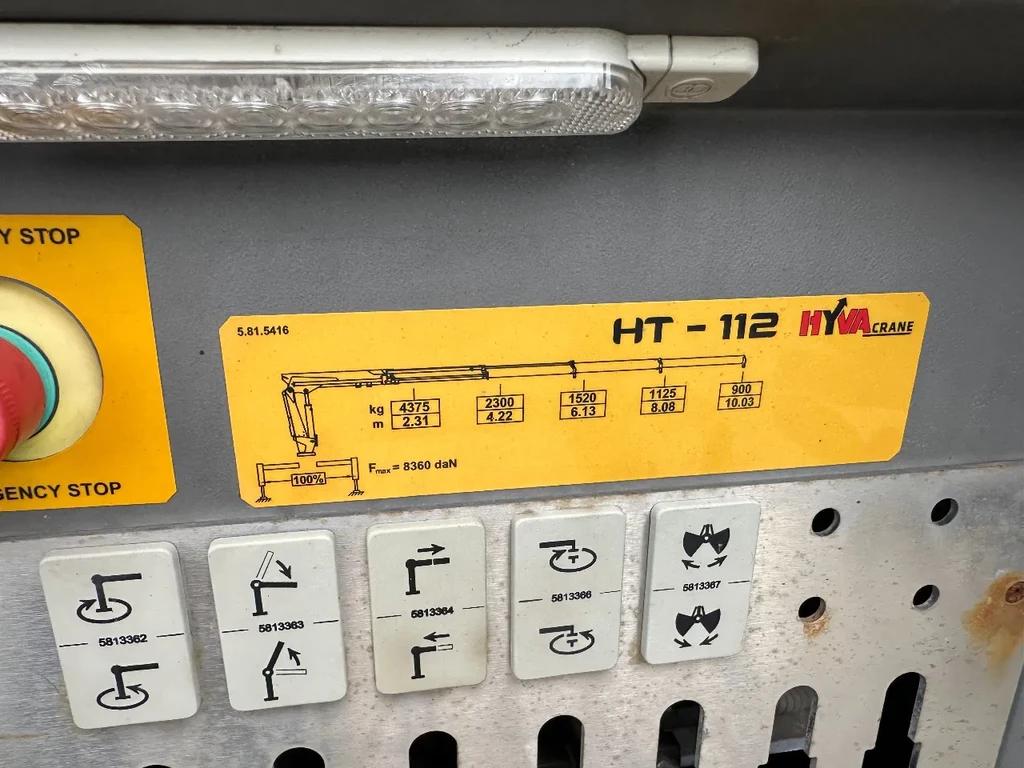 Y STOP
GENCY STOP
5.81.5416
HT - 112 HYVA CRANE
kg 4375 2300 1520 1125 900
m 2.31 4.22 6.13 8.08 10.03
100%
Fmax = 8360 daN
5813362
5813363
5813364
5813366
5813367